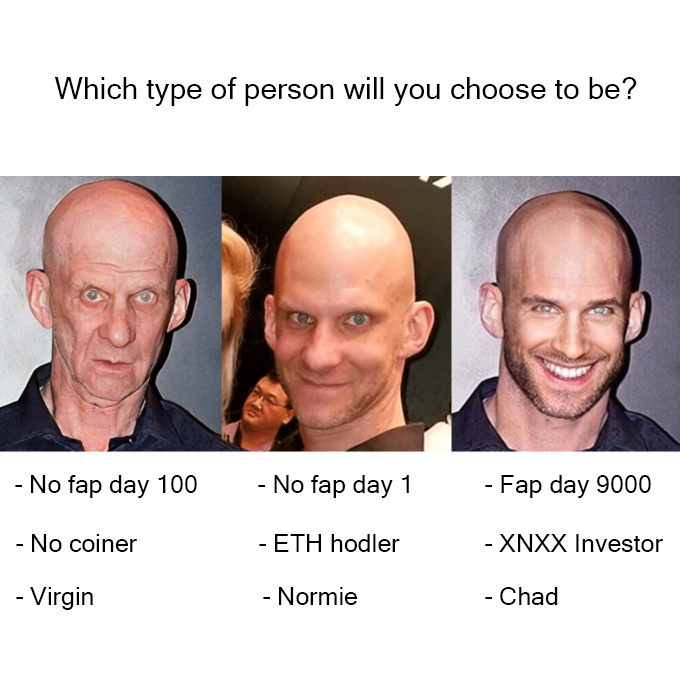 Which type of person will you choose to be?
- No fap day 100
- No fap day 1
- Fap day 9000
- No coiner
- ETH hodler
- XNXX Investor
- Virgin
- Normie
- Chad